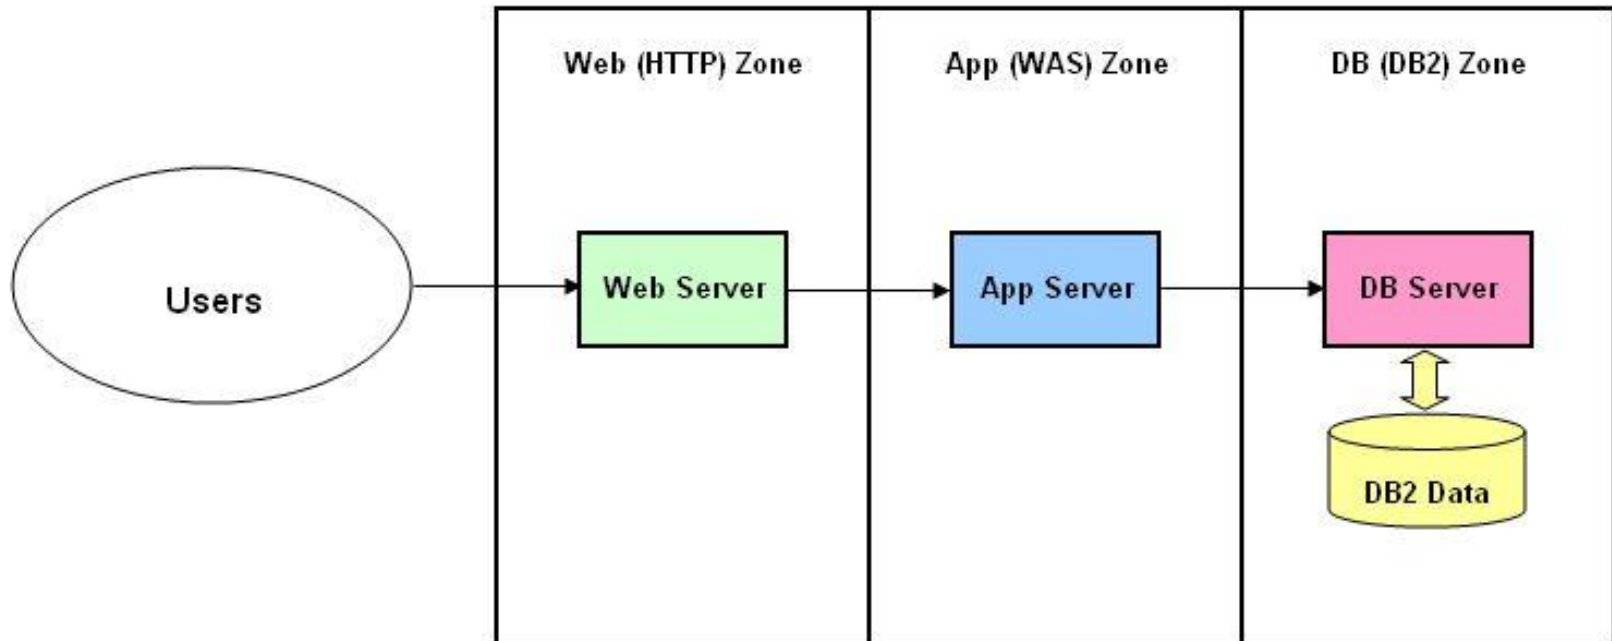 Web (HTTP) Zone
App (WAS) Zone
DB (DB2) Zone
Users
Web Server
App Server
DB Server
DB2 Data